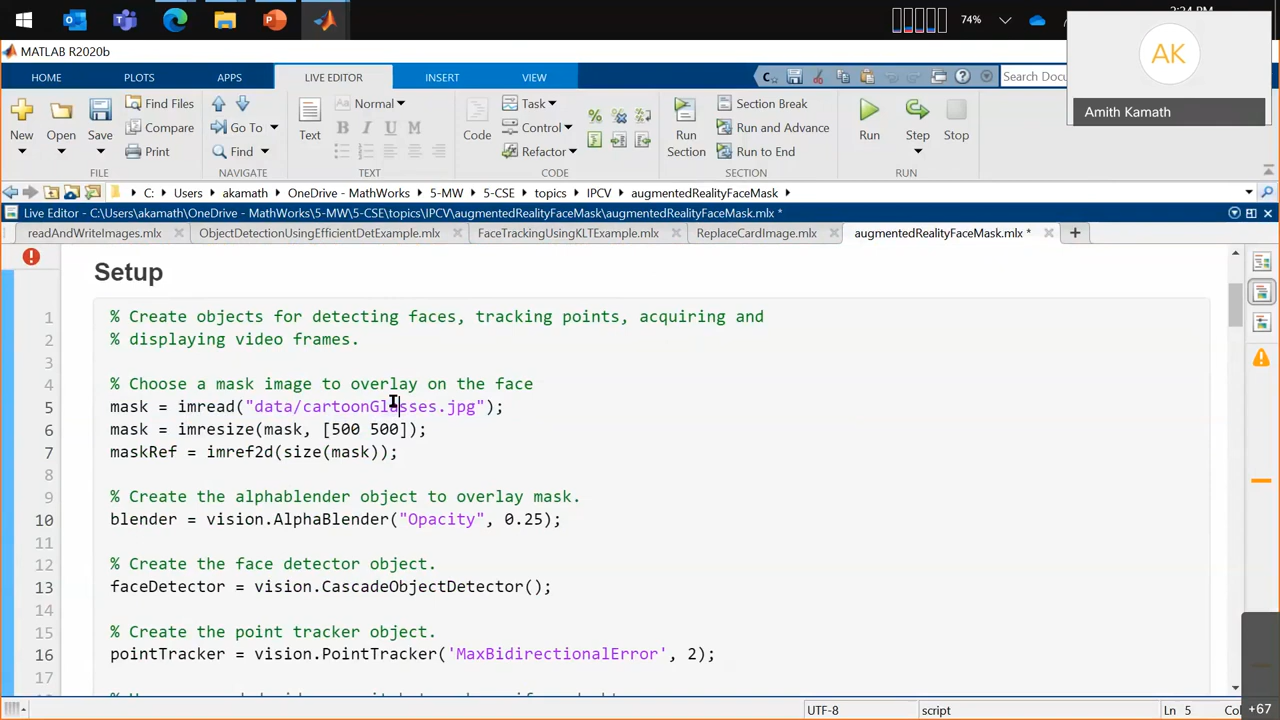 74%
AK
Amith Kamath
MATLAB R2020b
HOME PLOTS APPS LIVE EDITOR INSERT VIEW Search Docu
New Open Save Find Files Compare Print Go To Find Text Normal B I U M Code Task Control Refactor Run Section Section Break Run and Advance Run to End Run Step Stop
FILE NAVIGATE TEXT CODE SECTION RUN
C: Users akamath OneDrive - MathWorks 5-MW 5-CSE topics IPCV augmentedRealityFaceMask
Live Editor - C:\Users\akamath\OneDrive - MathWorks\5-MW\5-CSE\topics\IPCV\augmentedRealityFaceMask\augmentedRealityFaceMask.mlx *
readAndWriteImages.mlx ObjectDetectionUsingEfficientDetExample.mlx FaceTrackingUsingKLTExample.mlx ReplaceCardImage.mlx augmentedRealityFaceMask.mlx *
Setup
1 % Create objects for detecting faces, tracking points, acquiring and
2 % displaying video frames.
3
4 % Choose a mask image to overlay on the face
5 mask = imread("data/cartoonGlasses.jpg");
6 mask = imresize(mask, [500 500]);
7 maskRef = imref2d(size(mask));
8
9 % Create the alphablender object to overlay mask.
10 blender = vision.AlphaBlender("Opacity", 0.25);
11
12 % Create the face detector object.
13 faceDetector = vision.CascadeObjectDetector();
14
15 % Create the point tracker object.
16 pointTracker = vision.PointTracker('MaxBidirectionalError', 2);
17
UTF-8 script Ln 5 Co
+67